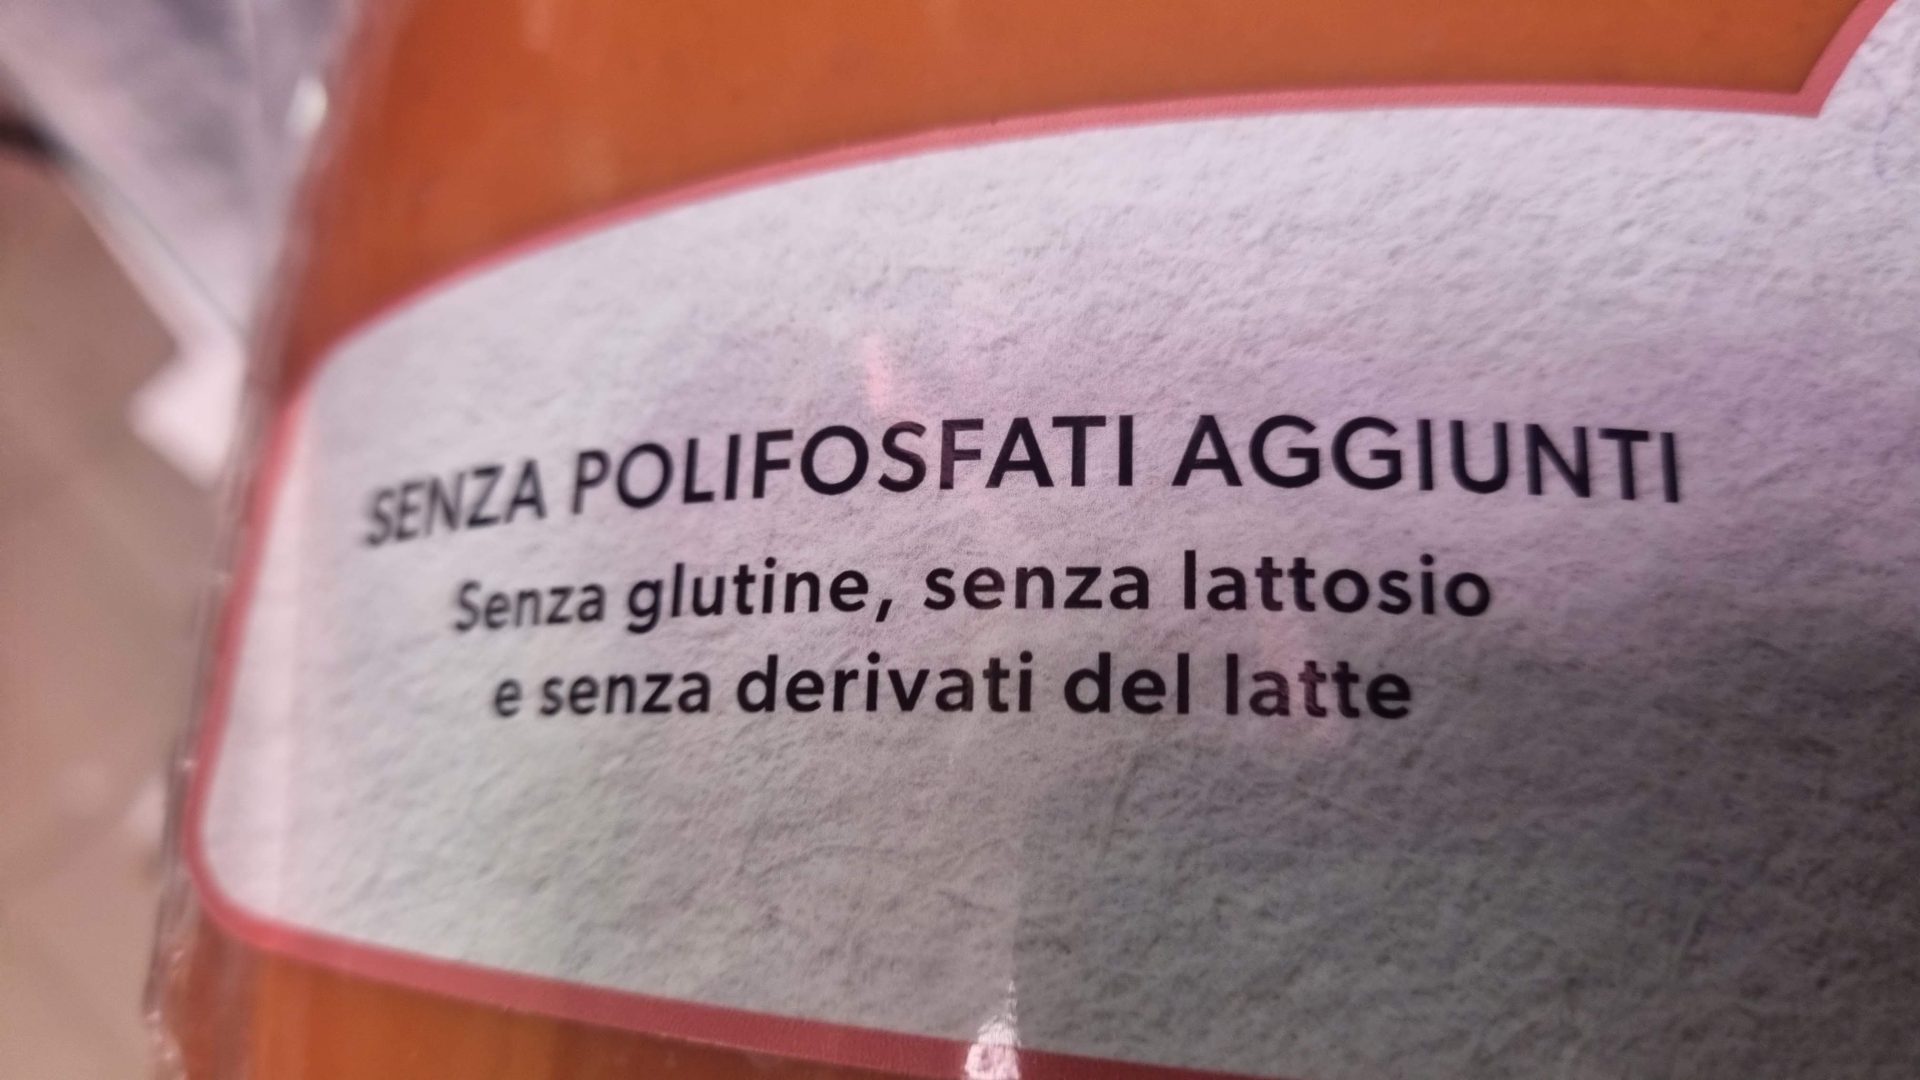 SENZA POLIFOSFATI AGGIUNTI
Senza glutine, senza lattosio
e senza derivati del latte